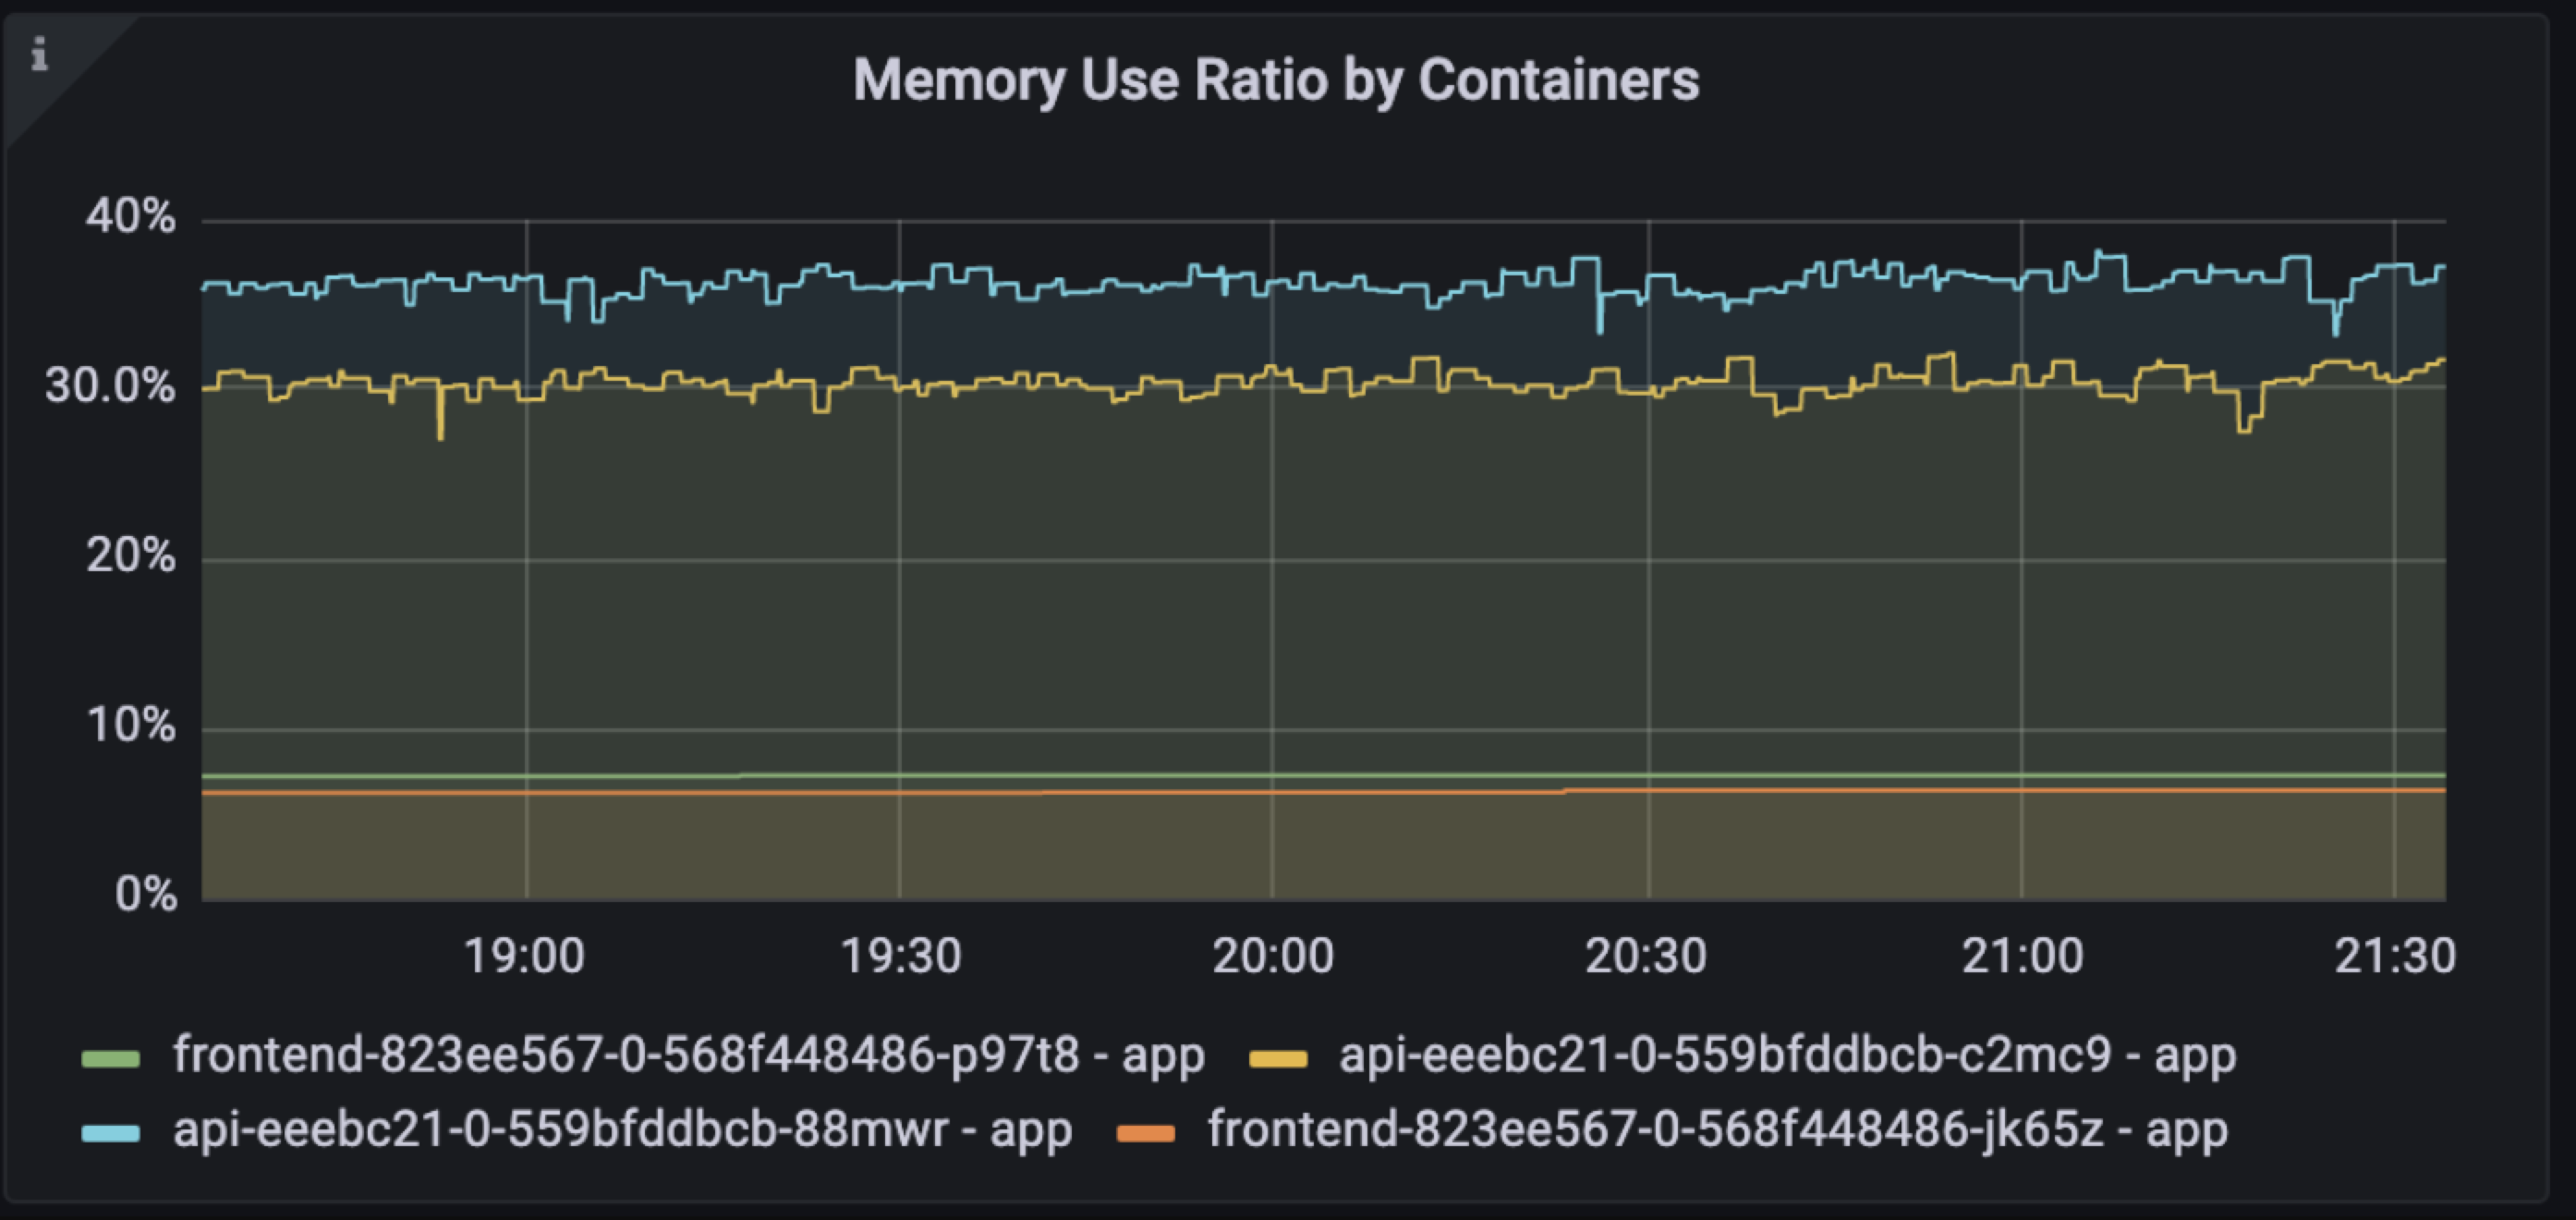 i
Memory Use Ratio by Containers
40%
30.0%
20%
10%
0%
19:00 19:30 20:00 20:30 21:00 21:30
frontend-823ee567-0-568f448486-p97t8 - app api-eeebc21-0-559bfddbcb-c2mc9 - app
api-eeebc21-0-559bfddbcb-88mwr - app frontend-823ee567-0-568f448486-jk65z - app